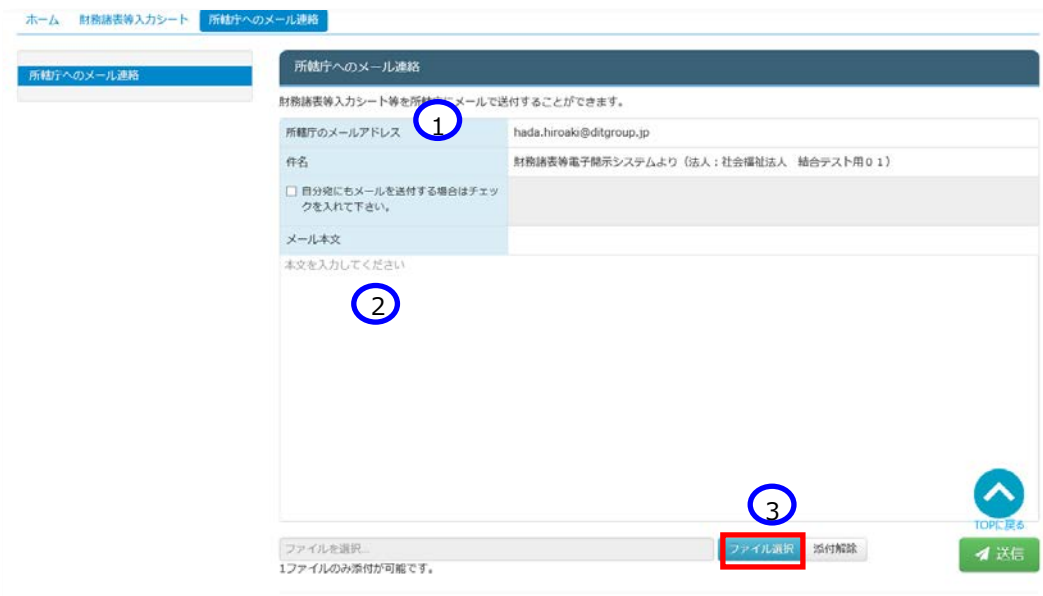 ホーム 財務諸表等入力シート 所轄庁へのメール連絡
所轄庁へのメール連絡
所轄庁へのメール連絡
財務諸表等入力シート等を所轄庁にメールで送付することができます。
1
所轄庁のメールアドレス hada.hiroaki@ditgroup.jp
件名 財務諸表等電子開示システムより（法人：社会福祉法人 結合テスト用０１）
自分宛にもメールを送付する場合はチェッ
クを入れて下さい。
メール本文
本文を入力してください
2
3
TOPに戻る
ファイルを選択... ファイル選択 添付解除 送信
1ファイルのみ添付が可能です。